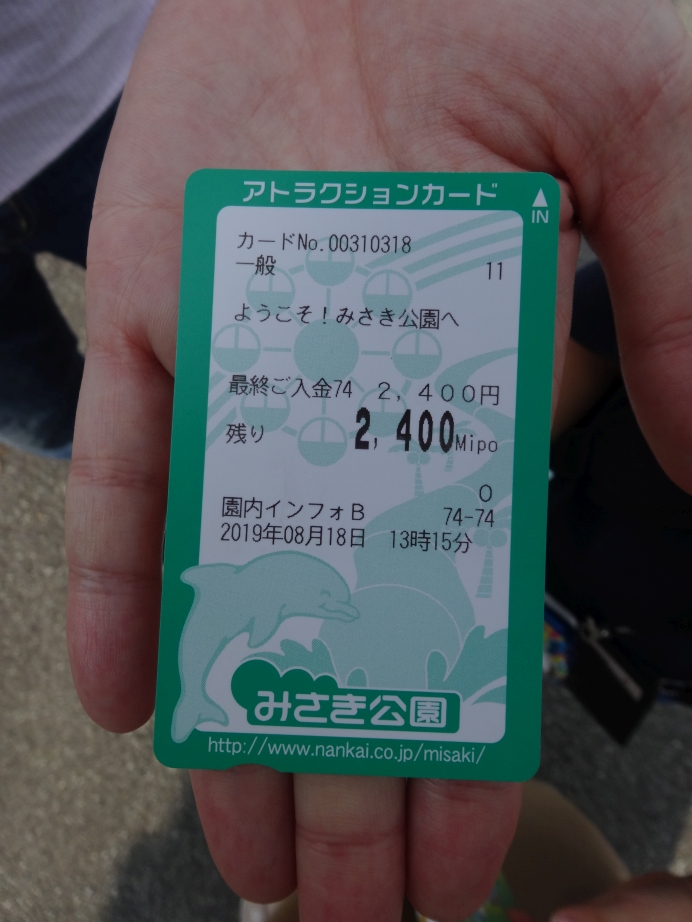 アトラクションカード
IN
カードNo.00310318
一般 11
ようこそ！みさき公園へ
最終ご入金74 2,400円
残り 2,400Mipo
0
園内インフォB 74-74
2019年08月18日 13時15分
みさき公園
http://www.nankai.co.jp/misaki/